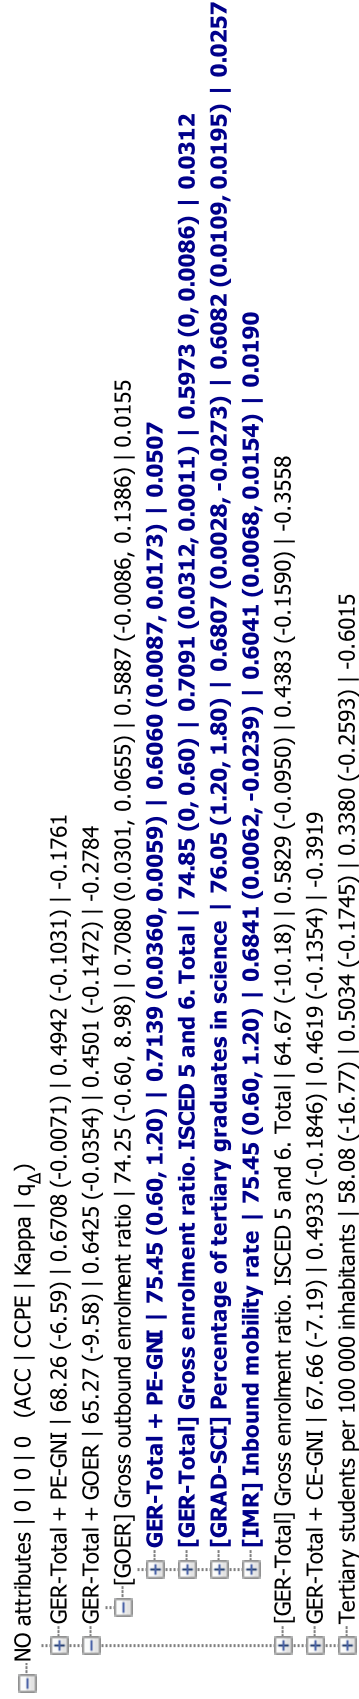 NO attributes | 0 | 0 | 0 (ACC | CCPE | Kappa | qΔ)
GER-Total + PE-GNI | 68.26 (-6.59) | 0.6708 (-0.0071) | 0.4942 (-0.1031) | -0.1761
GER-Total + GOER | 65.27 (-9.58) | 0.6425 (-0.0354) | 0.4501 (-0.1472) | -0.2784
[GOER] Gross outbound enrolment ratio | 74.25 (-0.60, 8.98) | 0.7080 (0.0301, 0.0655) | 0.5887 (-0.0086, 0.1386) | 0.0155
GER-Total + PE-GNI | 75.45 (0.60, 1.20) | 0.7139 (0.0360, 0.0059) | 0.6060 (0.0087, 0.0173) | 0.0507
[GER-Total] Gross enrolment ratio. ISCED 5 and 6. Total | 74.85 (0, 0.60) | 0.7091 (0.0312, 0.0011) | 0.5973 (0, 0.0086) | 0.0312
[GRAD-SCI] Percentage of tertiary graduates in science | 76.05 (1.20, 1.80) | 0.6807 (0.0028, -0.0273) | 0.6082 (0.0109, 0.0195) | 0.0257
[IMR] Inbound mobility rate | 75.45 (0.60, 1.20) | 0.6841 (0.0062, -0.0239) | 0.6041 (0.0068, 0.0154) | 0.0190
[GER-Total] Gross enrolment ratio. ISCED 5 and 6. Total | 64.67 (-10.18) | 0.5829 (-0.0950) | 0.4383 (-0.1590) | -0.3558
GER-Total + CE-GNI | 67.66 (-7.19) | 0.4933 (-0.1846) | 0.4619 (-0.1354) | -0.3919
Tertiary students per 100 000 inhabitants | 58.08 (-16.77) | 0.5034 (-0.1745) | 0.3380 (-0.2593) | -0.6015